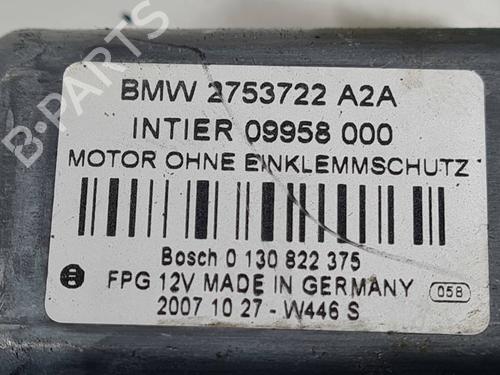 BMW 2753722 A2A
INTIER 09958 000
MOTOR OHNE EINKLEMMSCHUTZ
Bosch 0 130 822 375
FPG 12V MADE IN GERMANY
058
2007 10 27 - W446 S
B-PARTS